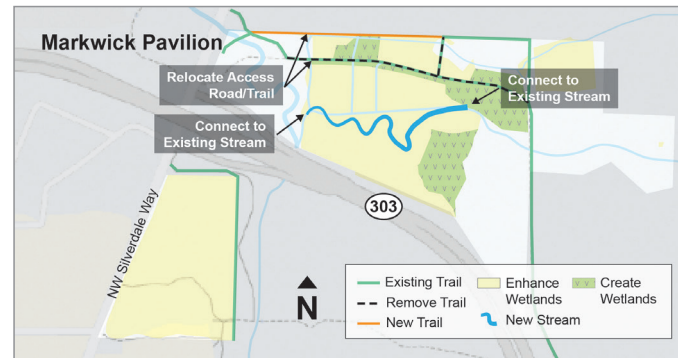 Markwick Pavilion
Relocate Access
Road/Trail
Connect to
Existing Stream
Connect to
Existing Stream
303
NW Silverdale Way
N
Existing Trail
Remove Trail
New Trail
Enhance
Wetlands
New Stream
Create
Wetlands